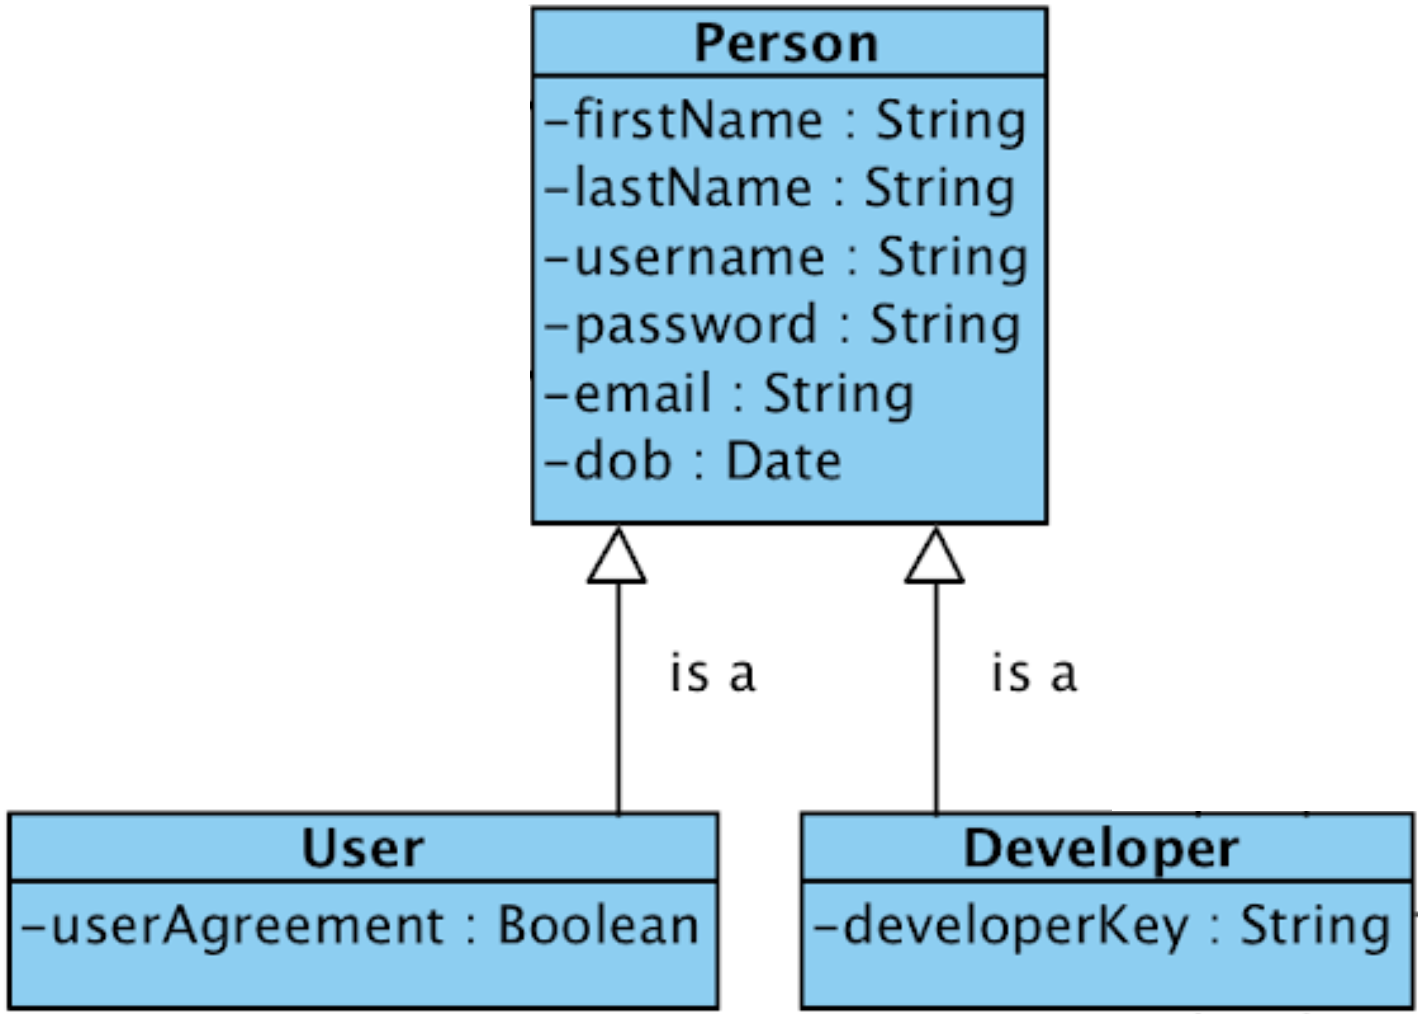 Person
-firstName : String
-lastName : String
-username : String
-password : String
-email : String
-dob : Date
is a
is a
User
-userAgreement : Boolean
Developer
-developerKey : String